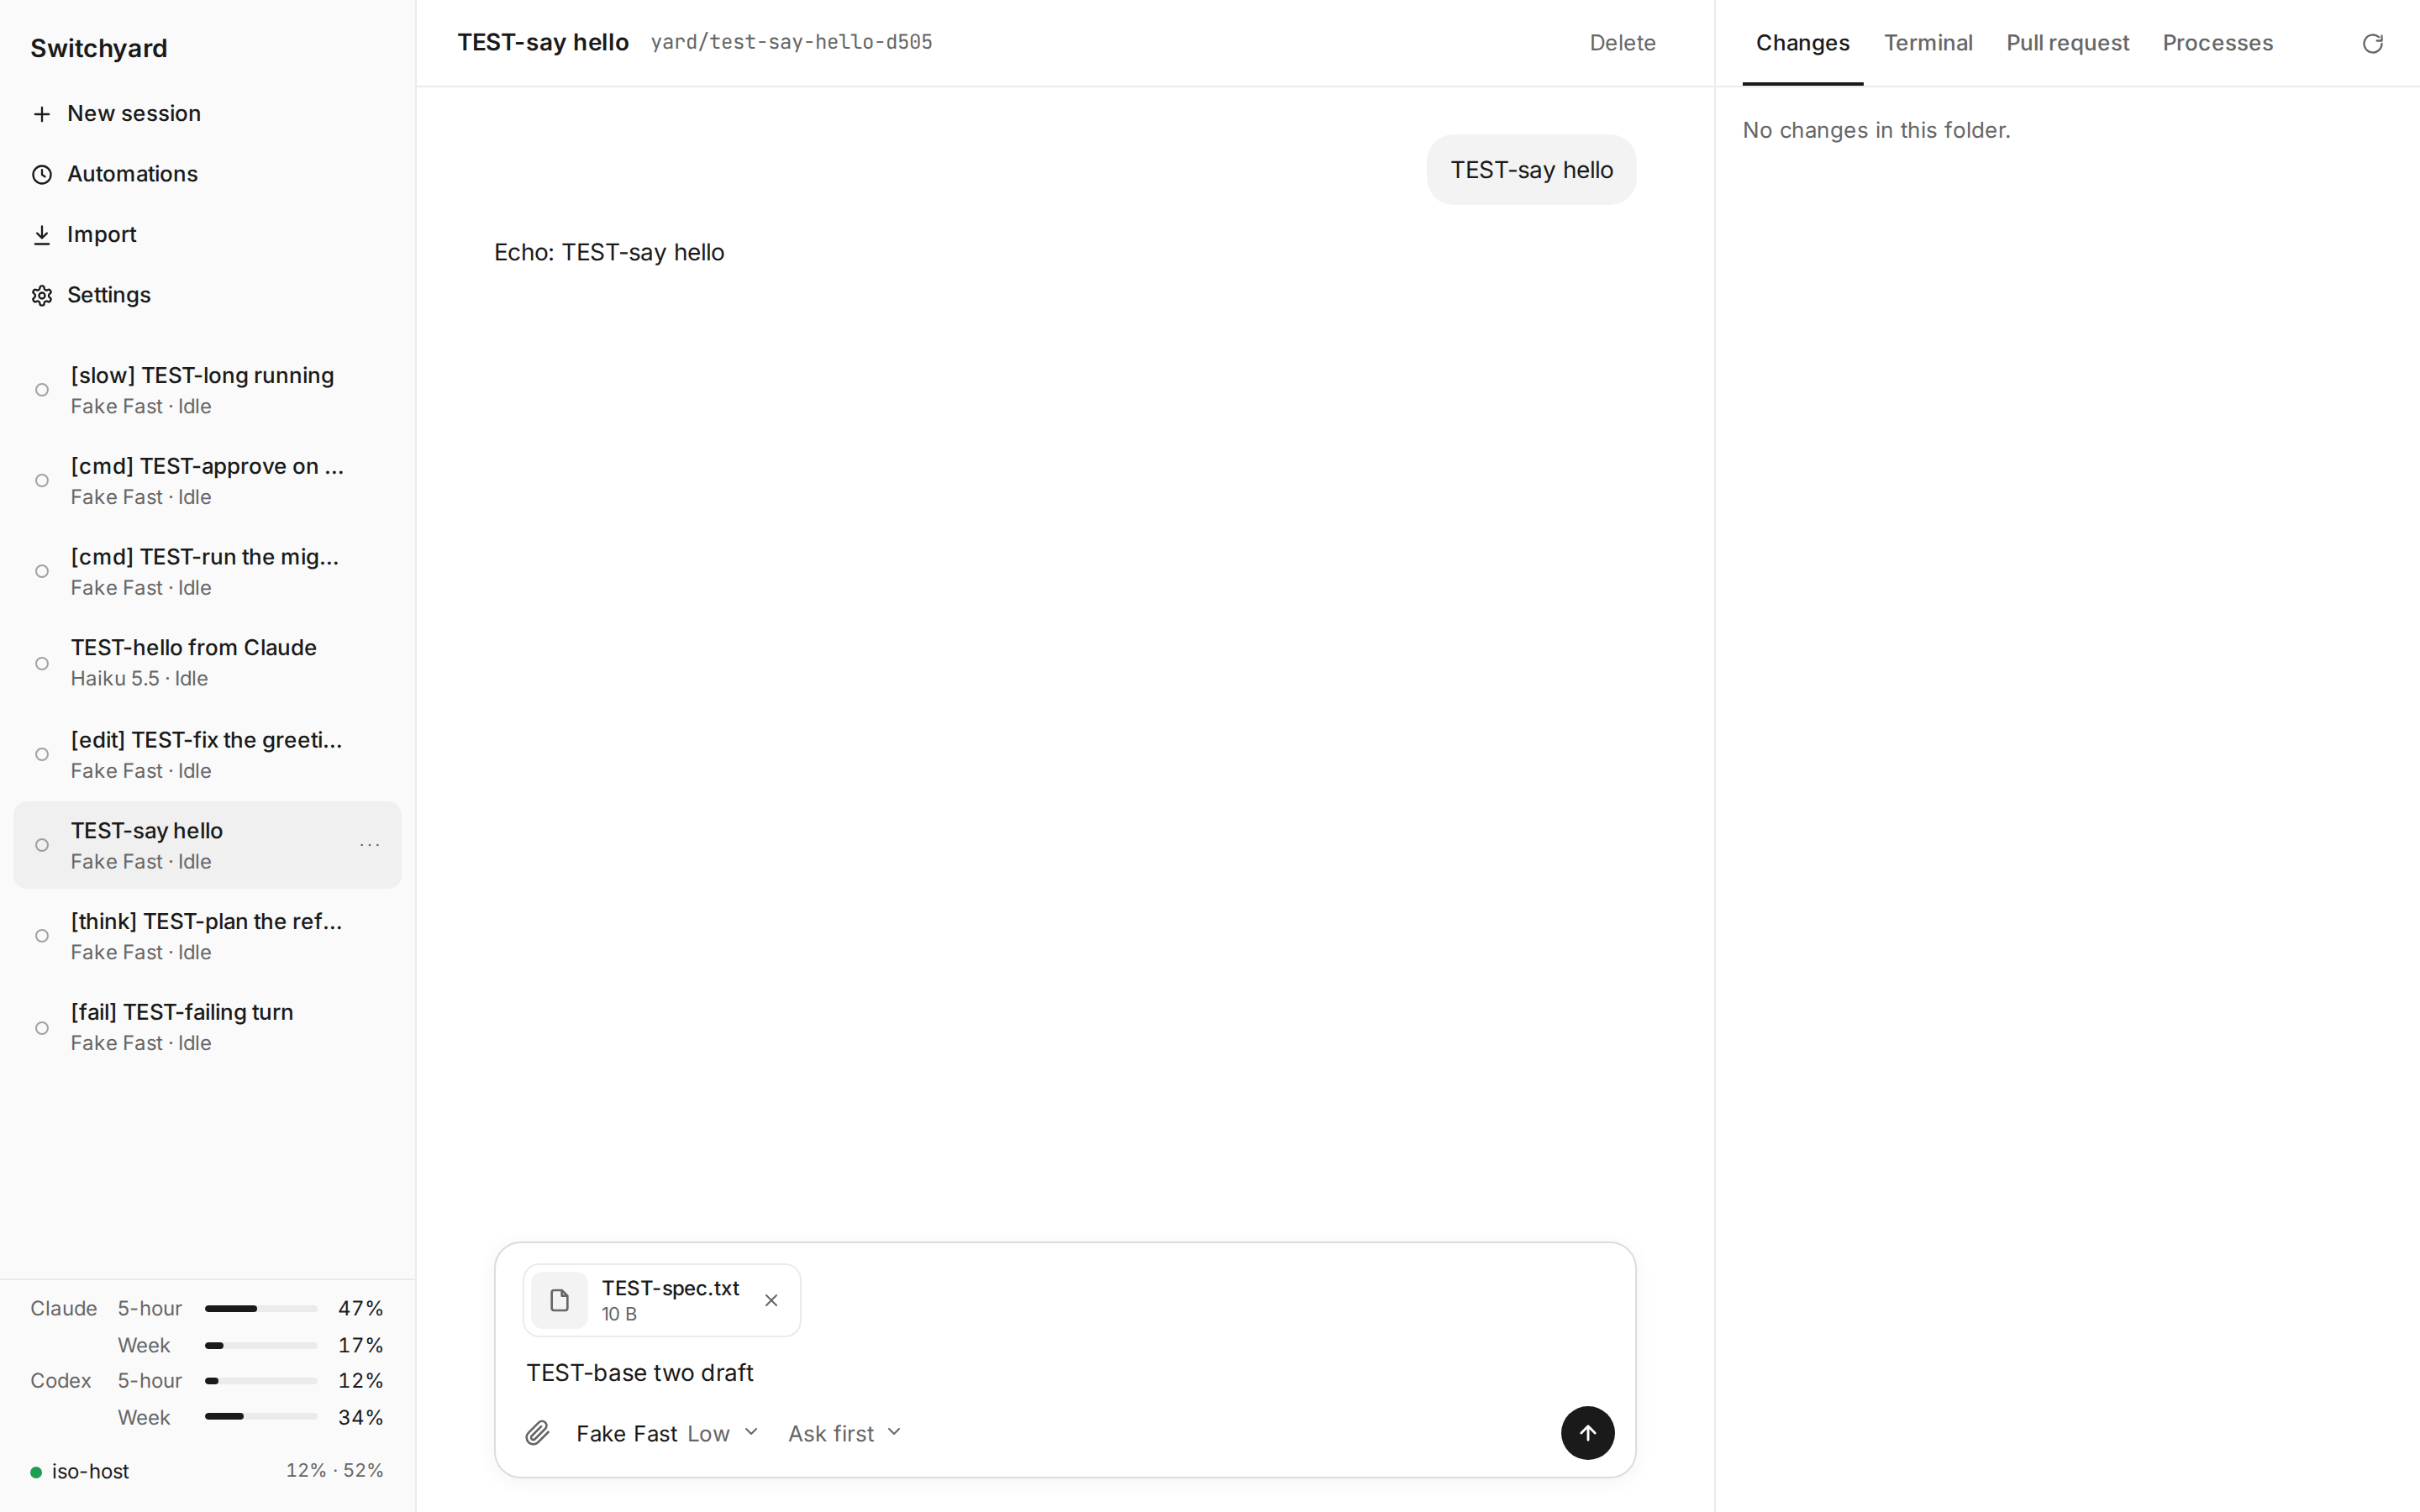 Switchyard
New session
Automations
Import
Settings
[slow] TEST-long running
Fake Fast · Idle
[cmd] TEST-approve on ...
Fake Fast · Idle
[cmd] TEST-run the mig...
Fake Fast · Idle
TEST-hello from Claude
Haiku 5.5 · Idle
[edit] TEST-fix the greeti...
Fake Fast · Idle
TEST-say hello
Fake Fast · Idle
[think] TEST-plan the ref...
Fake Fast · Idle
[fail] TEST-failing turn
Fake Fast · Idle
Claude 5-hour 47%
Week 17%
Codex 5-hour 12%
Week 34%
iso-host 12% · 52%
TEST-say hello yard/test-say-hello-d505 Delete
TEST-say hello
Echo: TEST-say hello
TEST-spec.txt
10 B
TEST-base two draft
Fake Fast Low Ask first
Changes Terminal Pull request Processes
No changes in this folder.